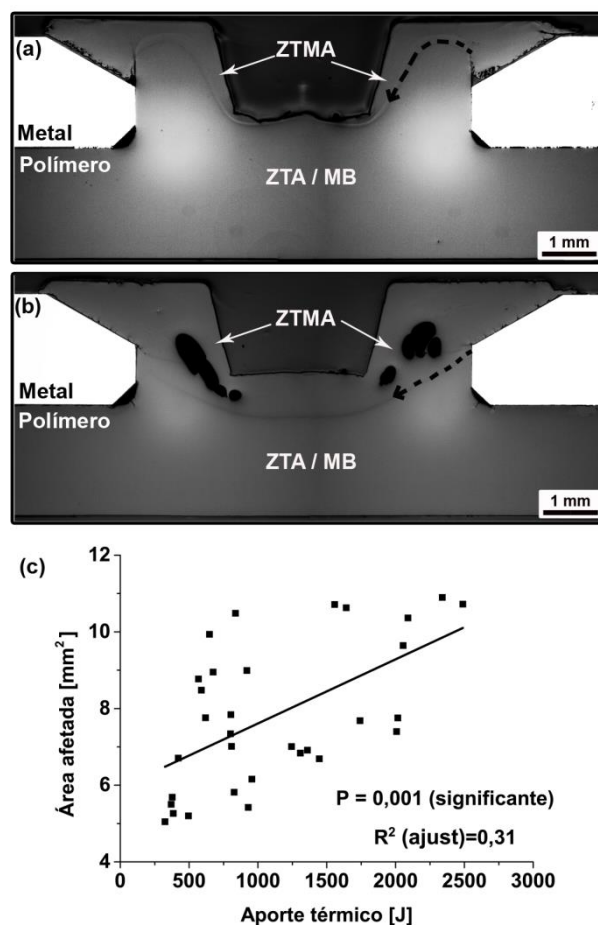 (a)
ZTMA
Metal
Polímero
ZTA / MB
1 mm
(b)
ZTMA
Metal
Polímero
ZTA / MB
1 mm
(c)
Área afetada [mm²]
12
10
8
6
4
P = 0,001 (significante)
R² (ajust)=0,31
0 500 1000 1500 2000 2500 3000
Aporte térmico [J]